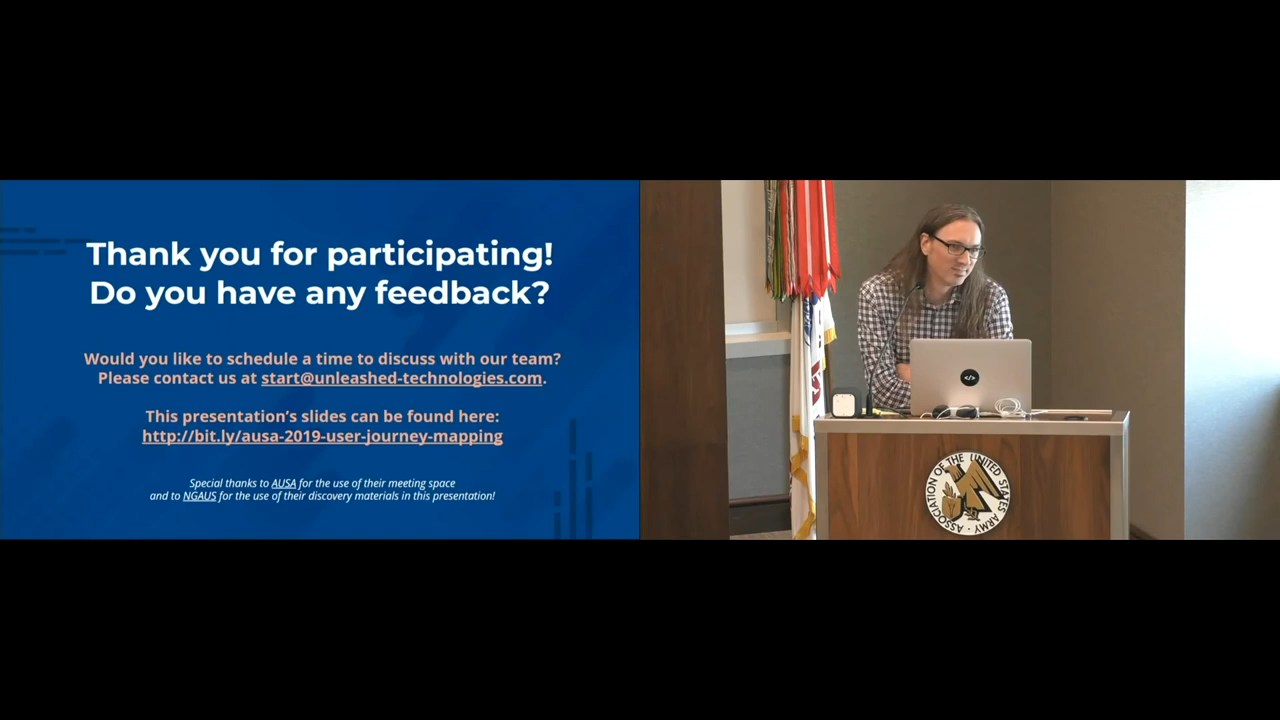 Thank you for participating!
Do you have any feedback?
Would you like to schedule a time to discuss with our team?
Please contact us at start@unleashed-technologies.com.
This presentation's slides can be found here:
http://bit.ly/ausa-2019-user-journey-mapping
Special thanks to AUSA for the use of their meeting space
and to NGAUS for the use of their discovery materials in this presentation!
</>
ASSOCIATION OF THE UNITED STATES ARMY